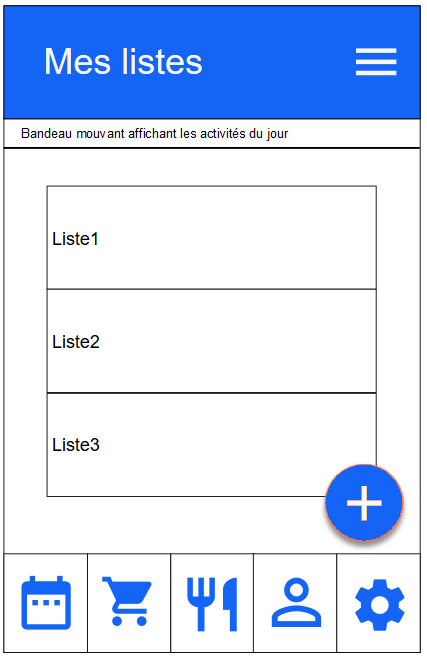 Mes listes
Bandeau mouvant affichant les activités du jour
Liste1
Liste2
Liste3